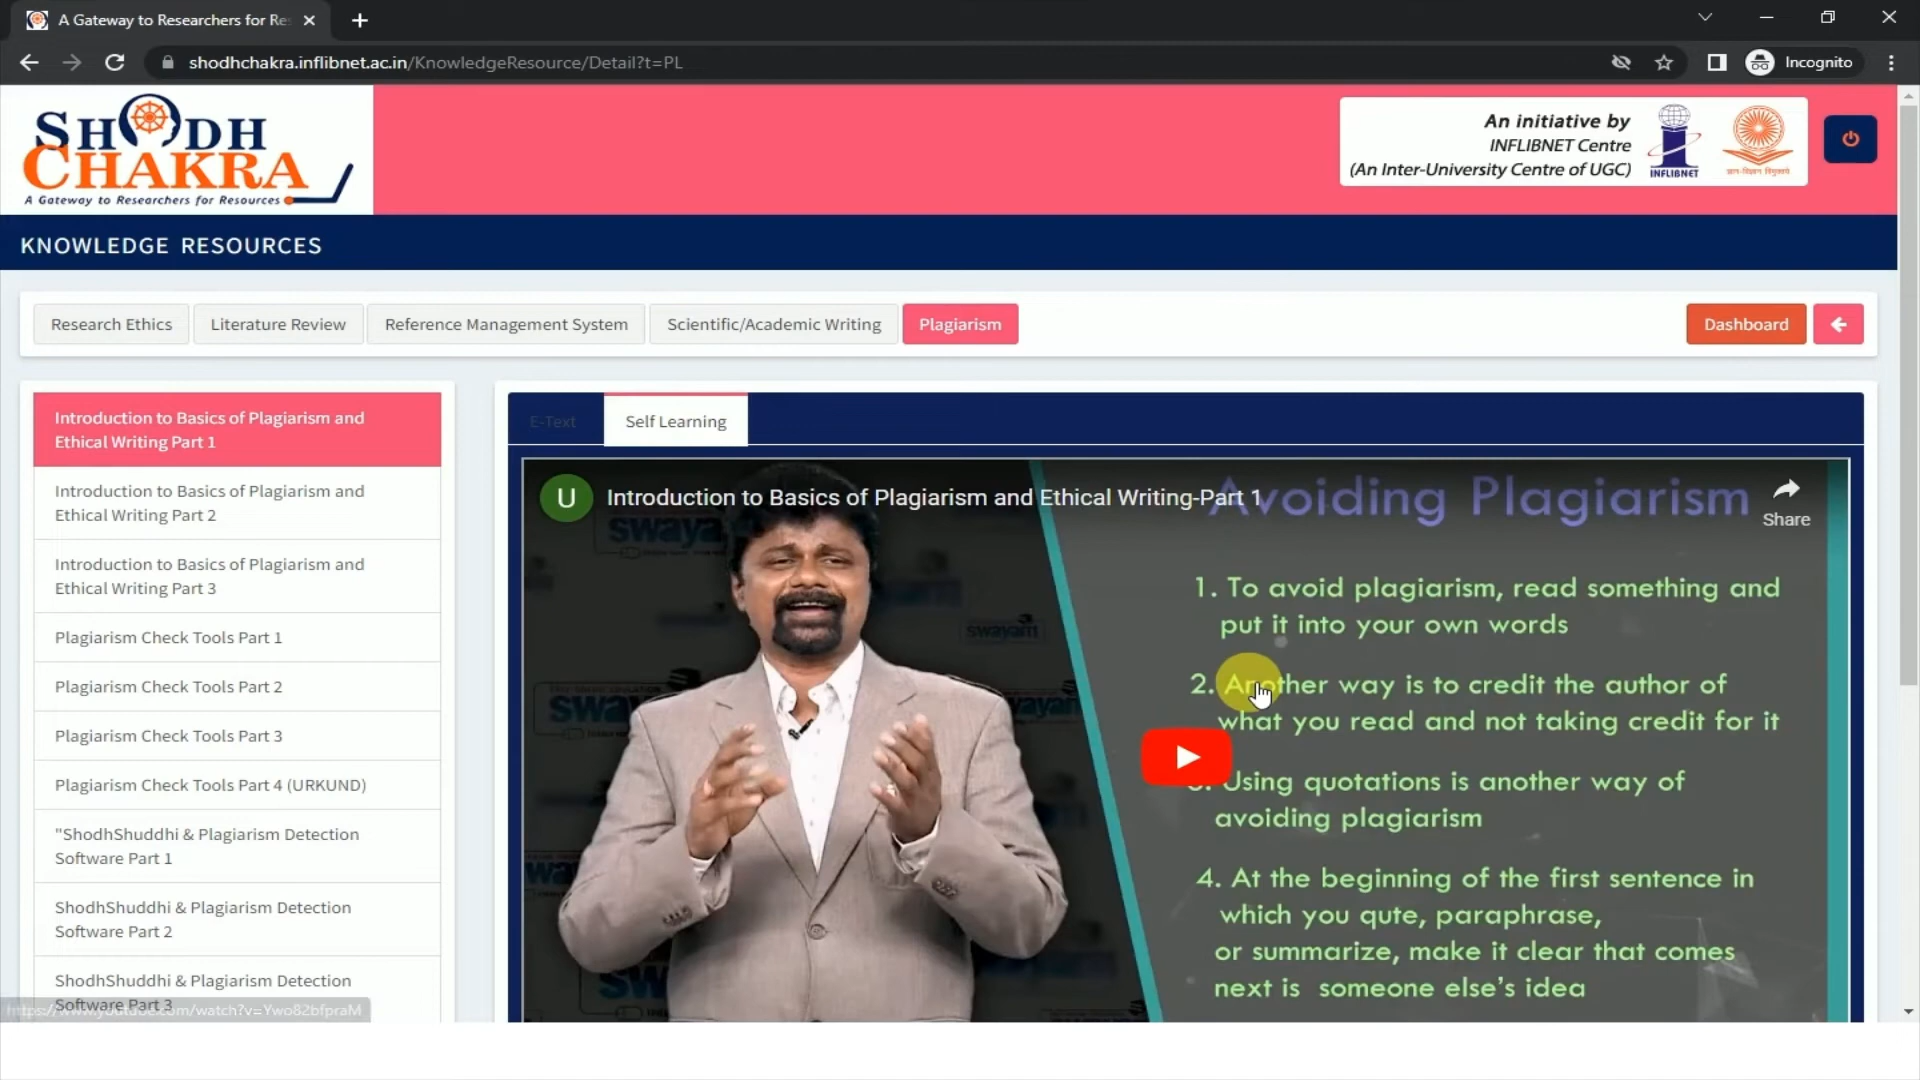 A Gateway to Researchers for Re
shodhchakra.inflibnet.ac.in/KnowledgeResource/Detail?t=PL
Incognito
SHODH
CHAKRA
A Gateway to Researchers for Resources
An initiative by
INFLIBNET Centre
(An Inter-University Centre of UGC)
INFLIBNET
ज्ञान-विज्ञान विमुक्तये
KNOWLEDGE RESOURCES
Research Ethics
Literature Review
Reference Management System
Scientific/Academic Writing
Plagiarism
Dashboard
Introduction to Basics of Plagiarism and
Ethical Writing Part 1
Introduction to Basics of Plagiarism and
Ethical Writing Part 2
Introduction to Basics of Plagiarism and
Ethical Writing Part 3
Plagiarism Check Tools Part 1
Plagiarism Check Tools Part 2
Plagiarism Check Tools Part 3
Plagiarism Check Tools Part 4 (URKUND)
"ShodhShuddhi & Plagiarism Detection
Software Part 1
ShodhShuddhi & Plagiarism Detection
Software Part 2
ShodhShuddhi & Plagiarism Detection
Software Part 3
https://www.youtube.com/watch?v=Ywo82bfpraM
E-Text
Self Learning
U
Introduction to Basics of Plagiarism and Ethical Writing-Part 1
Share
Avoiding Plagiarism
1. To avoid plagiarism, read something and
put it into your own words
2. Another way is to credit the author of
what you read and not taking credit for it
3. Using quotations is another way of
avoiding plagiarism
4. At the beginning of the first sentence in
which you qute, paraphrase,
or summarize, make it clear that comes
next is someone else's idea
swayam